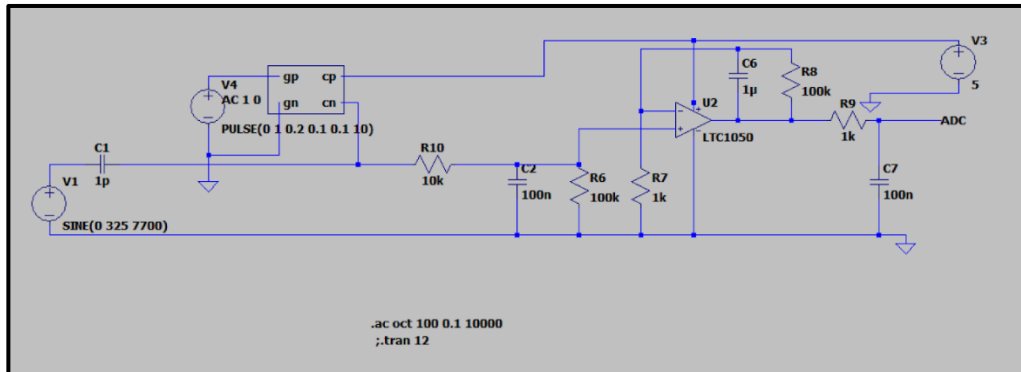 V4
AC 1 0
PULSE(0 1 0.2 0.1 0.1 10)
gp
cp
gn
cn
C1
1p
V1
SINE(0 325 7700)
R10
10k
C2
100n
R6
100k
R7
1k
C6
1µ
R8
100k
U2
LTC1050
R9
1k
ADC
C7
100n
V3
5
.ac oct 100 0.1 10000
;.tran 12